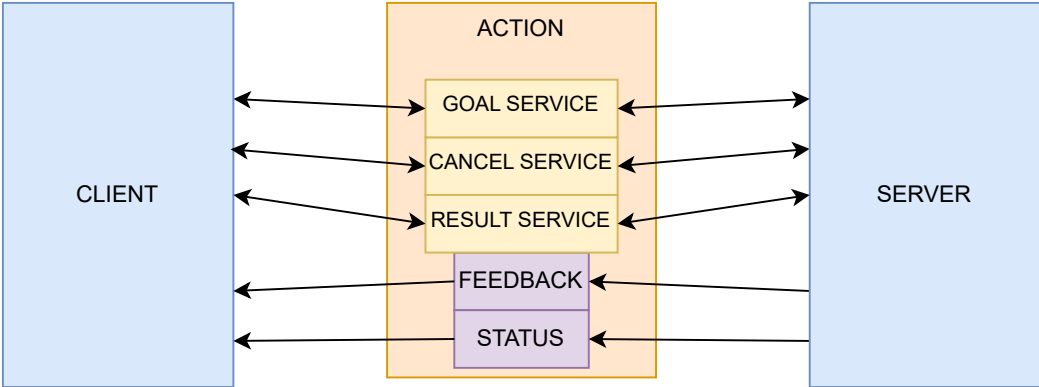 ACTION
GOAL SERVICE
CANCEL SERVICE
CLIENT
SERVER
RESULT SERVICE
FEEDBACK
STATUS